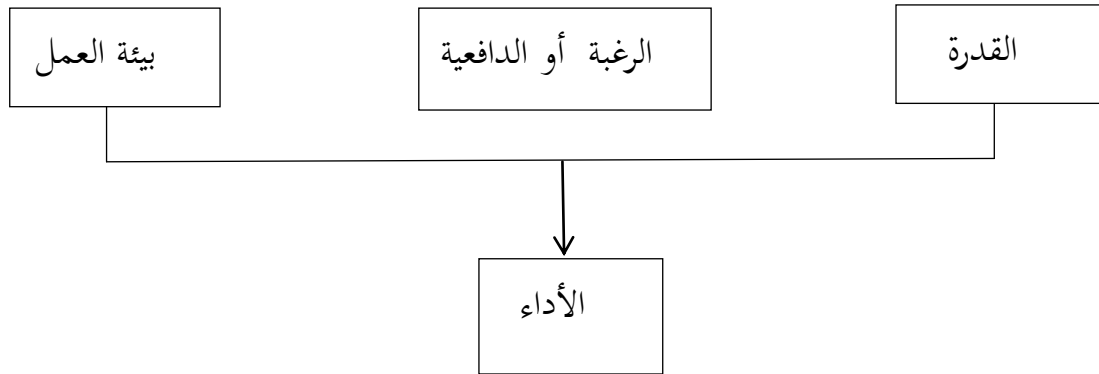 القدرة
الرغبة أو الدافعية
بيئة العمل
الأداء